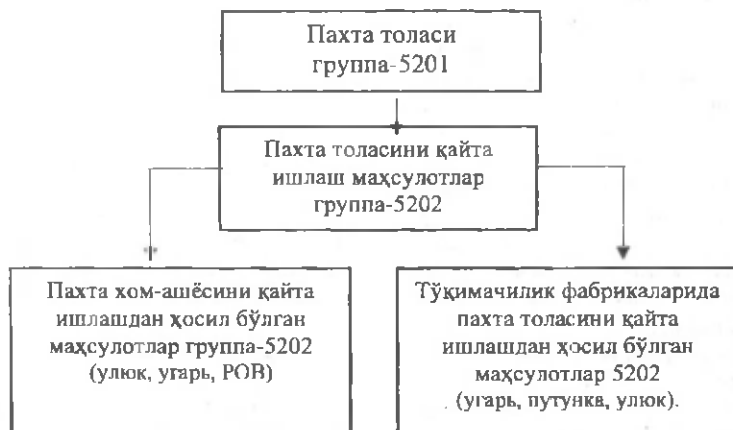 Пахта толаси
группа-5201
Пахта толасини қайта
ишлаш маҳсулотлар
группа-5202
Пахта хом-ашёсини қайта
ишлашдан ҳосил бўлган
маҳсулотлар группа-5202
(улюк, угарь, РОВ)
Тўқимачилик фабрикаларида
пахта толасини қайта
ишлашдан ҳосил бўлган
маҳсулотлар 5202
(угарь, путунка, улюк).